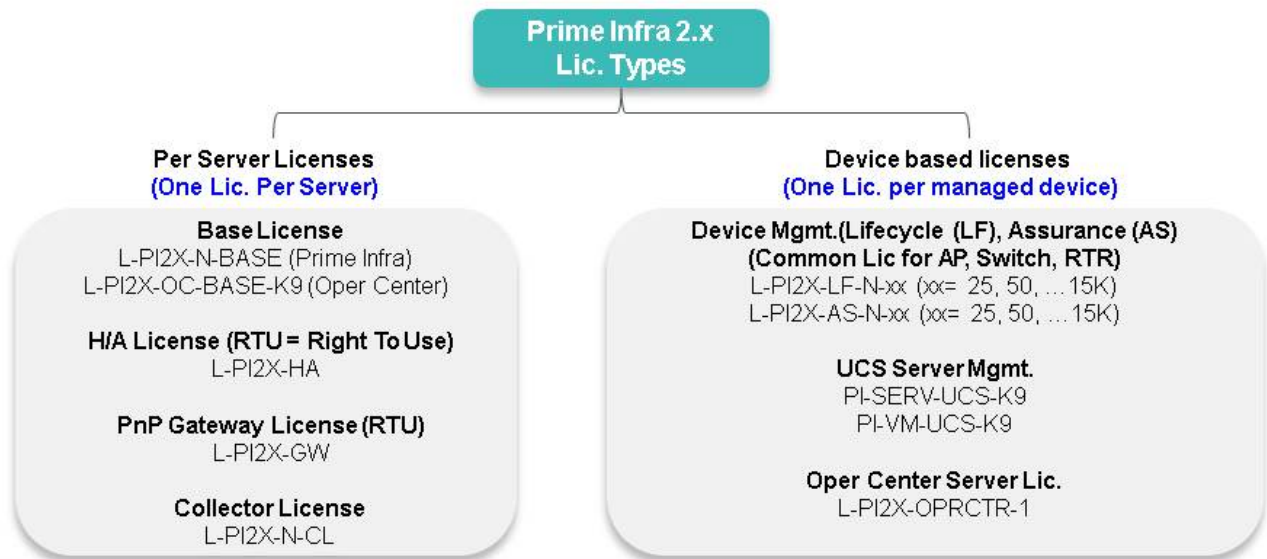 Prime Infra 2.x
Lic. Types
Per Server Licenses
(One Lic. Per Server)
Base License
L-PI2X-N-BASE (Prime Infra)
L-PI2X-OC-BASE-K9 (Oper Center)
H/A License (RTU = Right To Use)
L-PI2X-HA
PnP Gateway License (RTU)
L-PI2X-GW
Collector License
L-PI2X-N-CL
Device based licenses
(One Lic. per managed device)
Device Mgmt.(Lifecycle (LF), Assurance (AS)
(Common Lic for AP, Switch, RTR)
L-PI2X-LF-N-xx (xx= 25, 50, ... 15K)
L-PI2X-AS-N-xx (xx= 25, 50, ... 15K)
UCS Server Mgmt.
PI-SERV-UCS-K9
PI-VM-UCS-K9
Oper Center Server Lic.
L-PI2X-OPRCTR-1